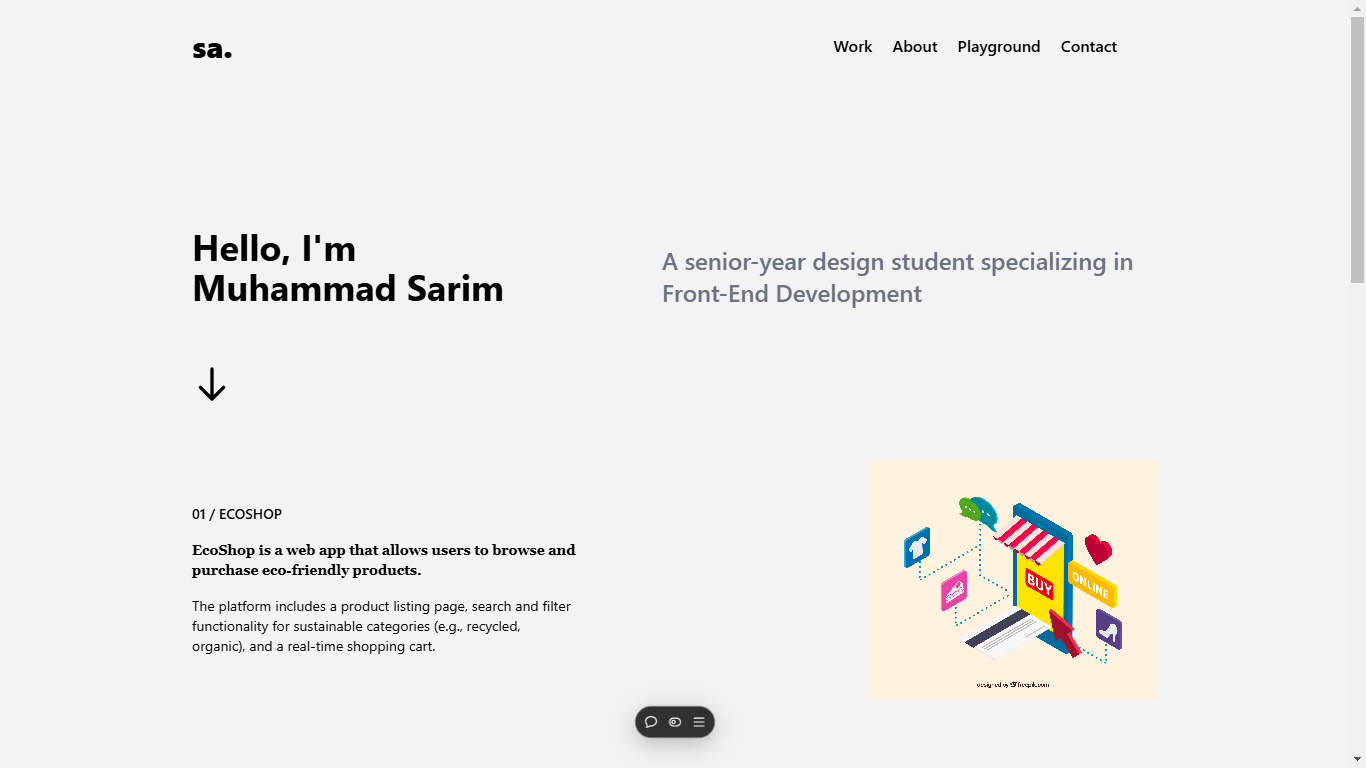 sa.
Work About Playground Contact
Hello, I'm
Muhammad Sarim
A senior-year design student specializing in
Front-End Development
01 / ECOSHOP
EcoShop is a web app that allows users to browse and
purchase eco-friendly products.
The platform includes a product listing page, search and filter
functionality for sustainable categories (e.g., recycled,
organic), and a real-time shopping cart.
BUY
ONLINE
designed by freepik.com